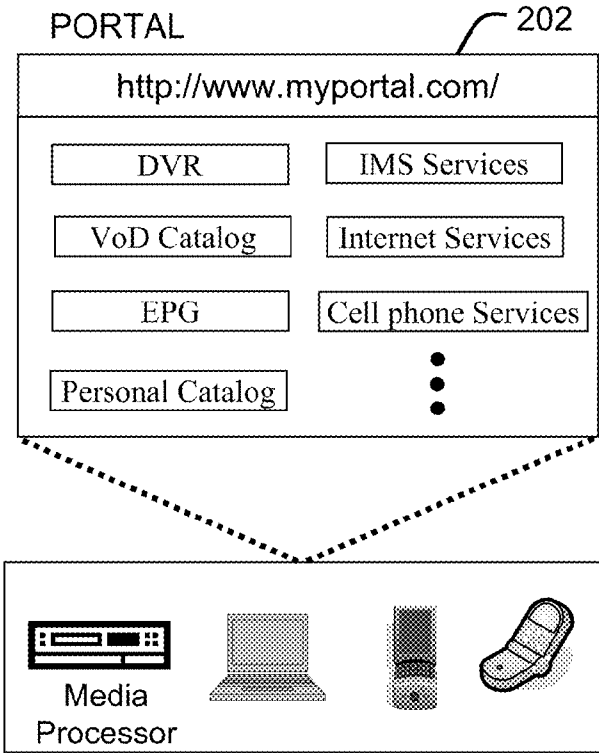 PORTAL
202
http://www.myportal.com/
DVR
IMS Services
VoD Catalog
Internet Services
EPG
Cell phone Services
Personal Catalog
Media
Processor